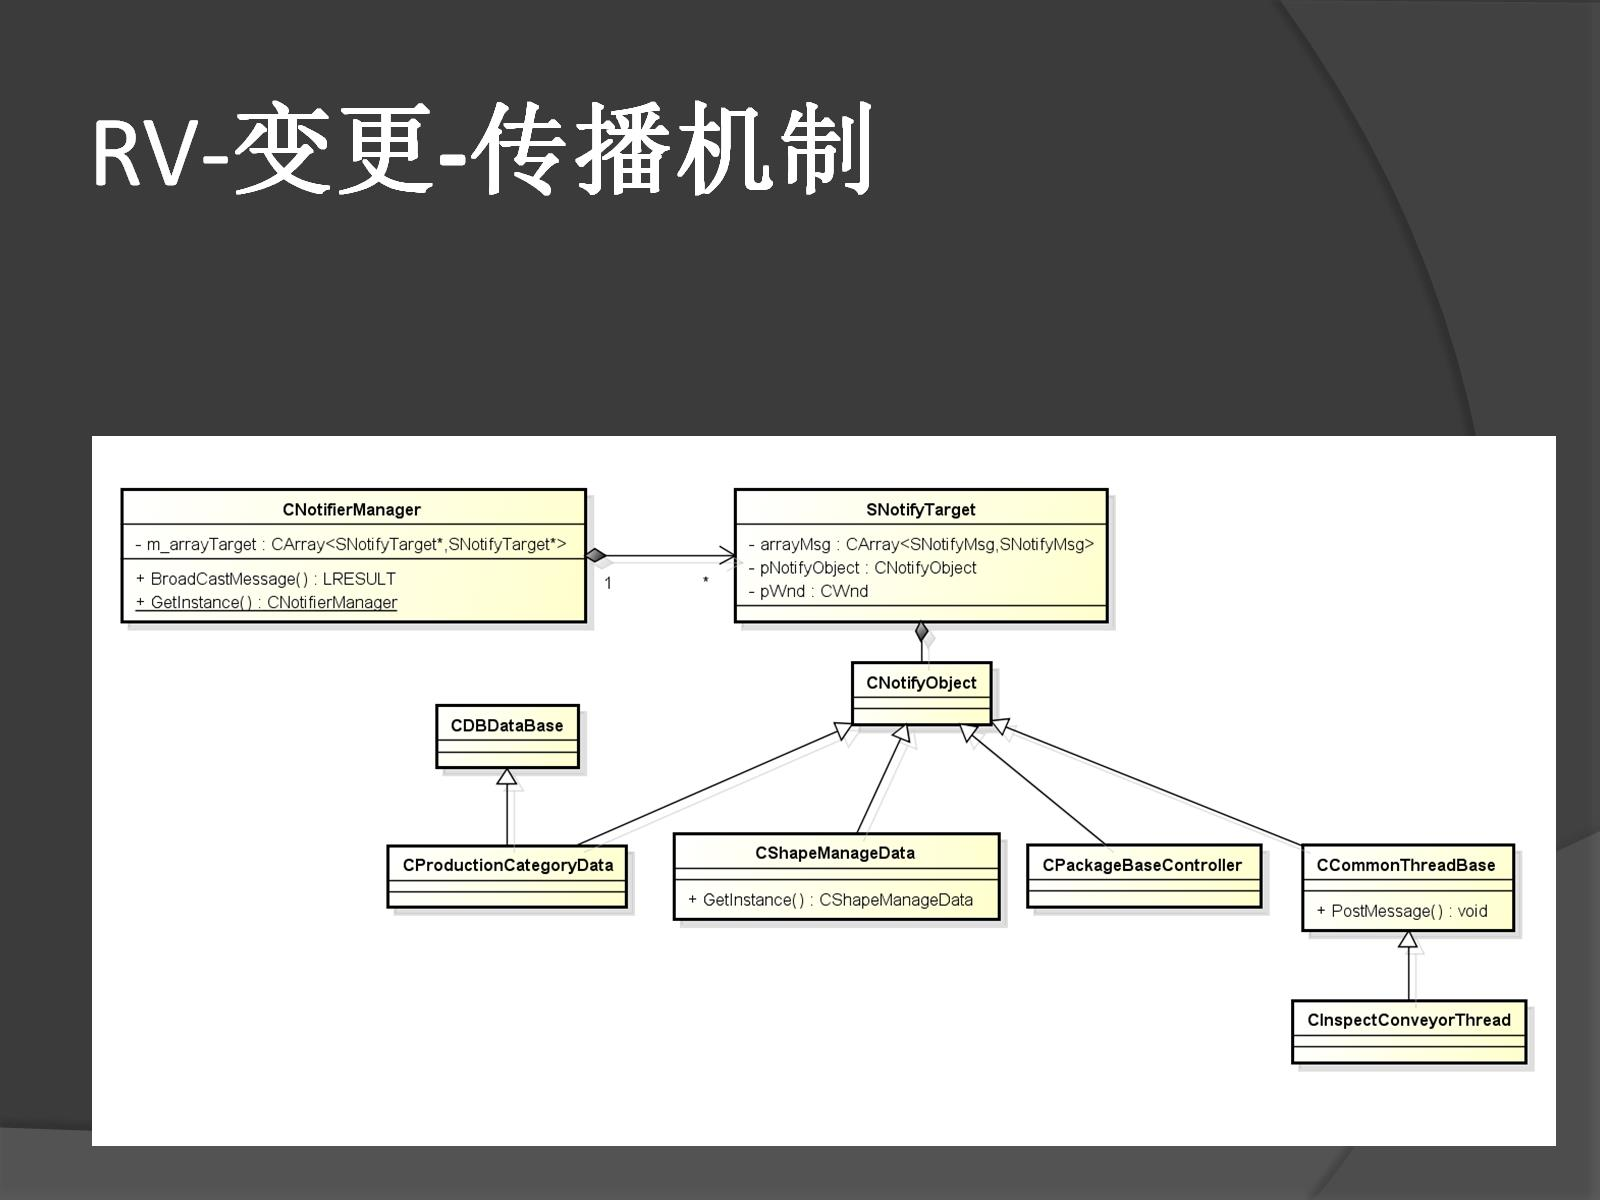 RV-变更-传播机制
CNotifierManager
- m_arrayTarget : CArray<SNotifyTarget*,SNotifyTarget*>
+ BroadCastMessage() : LRESULT
+ GetInstance() : CNotifierManager
1
*
SNotifyTarget
- arrayMsg : CArray<SNotifyMsg,SNotifyMsg>
- pNotifyObject : CNotifyObject
- pWnd : CWnd
CNotifyObject
CDBDataBase
CProductionCategoryData
CShapeManageData
+ GetInstance() : CShapeManageData
CPackageBaseController
CCommonThreadBase
+ PostMessage() : void
CInspectConveyorThread